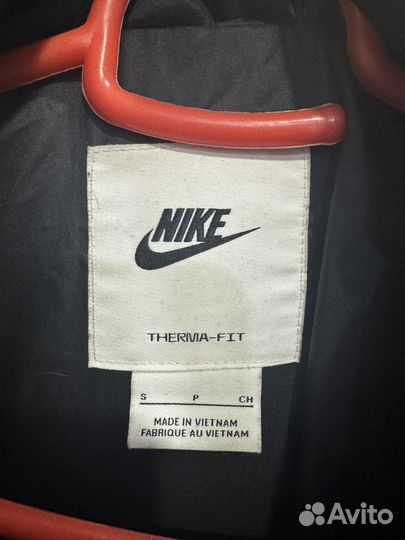 NIKE
THERMA-FIT
S P CH
MADE IN VIETNAM
FABRIQUE AU VIETNAM
Avito